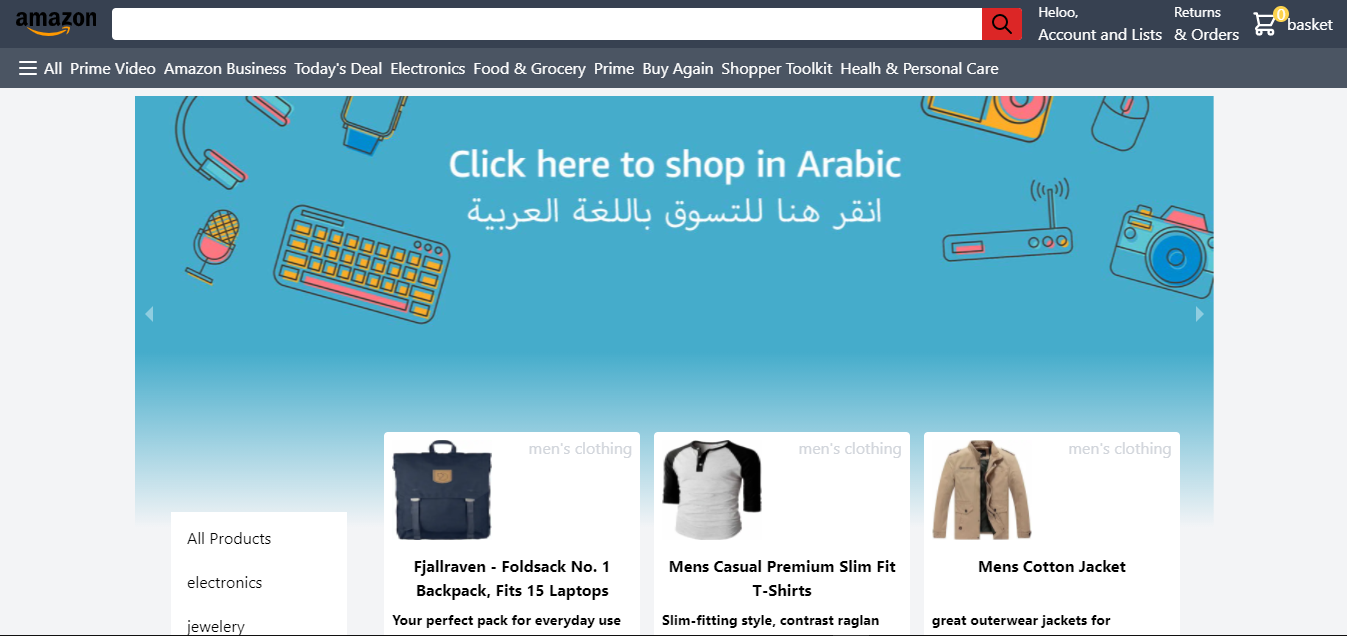 amazon
Heloo,
Account and Lists
Returns
& Orders
0
basket
All Prime Video Amazon Business Today's Deal Electronics Food & Grocery Prime Buy Again Shopper Toolkit Healh & Personal Care
Click here to shop in Arabic
انقر هنا للتسوق باللغة العربية
All Products
electronics
jewelery
men's clothing
Fjallraven - Foldsack No. 1
Backpack, Fits 15 Laptops
Your perfect pack for everyday use
men's clothing
Mens Casual Premium Slim Fit
T-Shirts
Slim-fitting style, contrast raglan
men's clothing
Mens Cotton Jacket
great outerwear jackets for